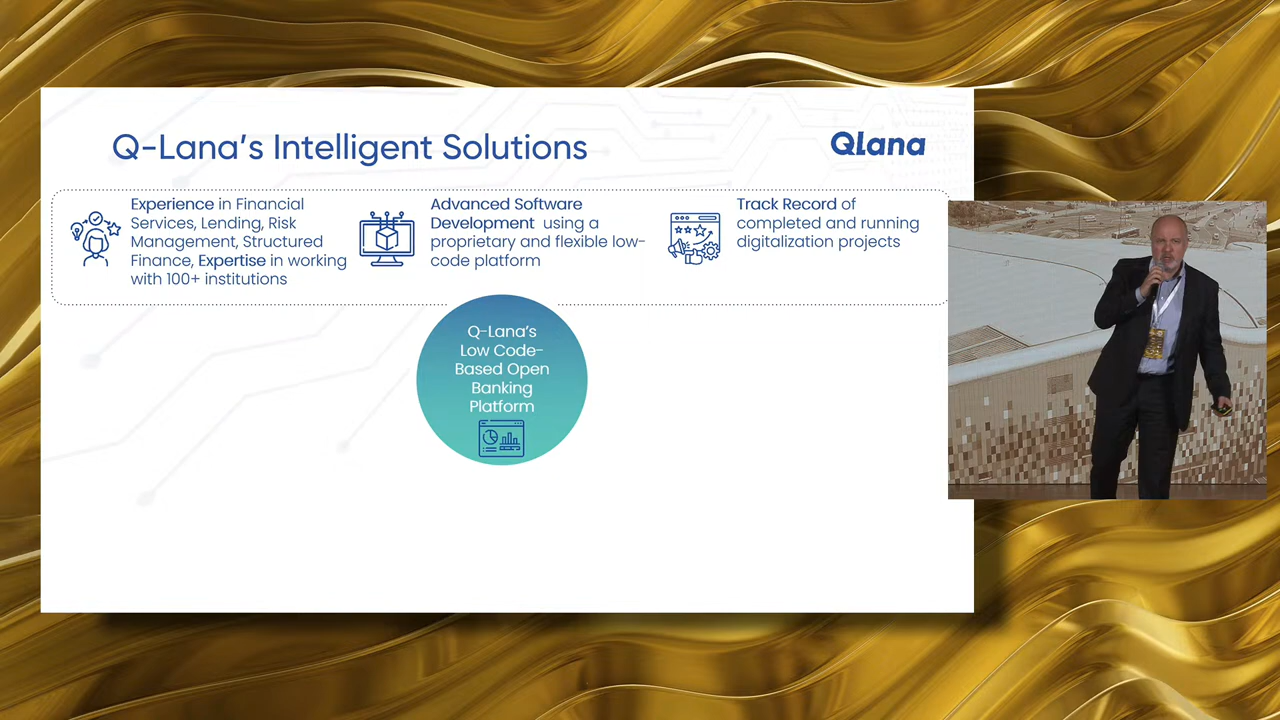 Q-Lana's Intelligent Solutions
Qlana
Experience in Financial
Services, Lending, Risk
Management, Structured
Finance, Expertise in working
with 100+ institutions
Advanced Software
Development using a
proprietary and flexible low-
code platform
Track Record of
completed and running
digitalization projects
Q-Lana's
Low Code-
Based Open
Banking
Platform